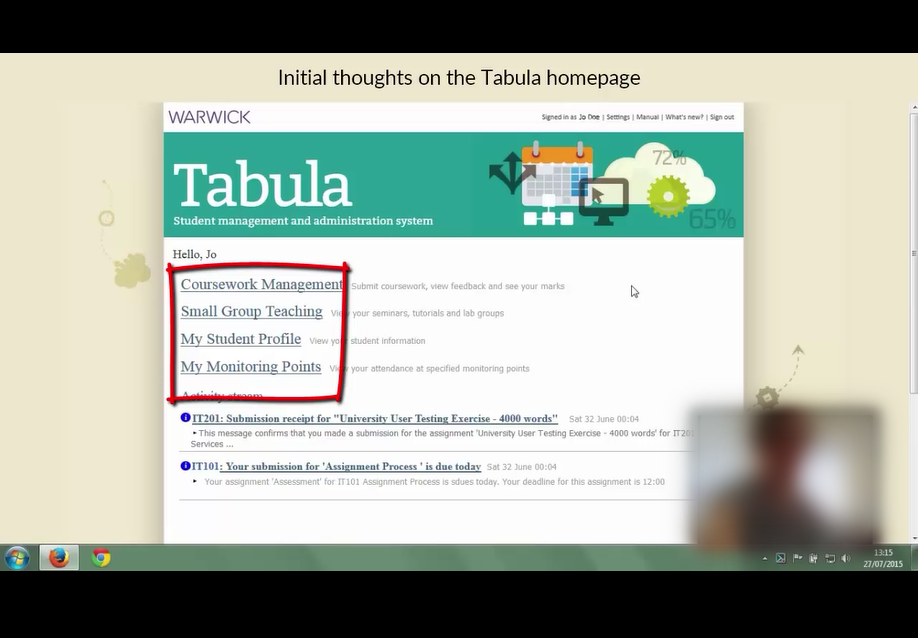 Initial thoughts on the Tabula homepage
WARWICK
Signed in as Jo Doe | Settings | Manual | What's new? | Sign out
Tabula
Student management and administration system
72%
65%
Hello, Jo
Coursework Management Submit coursework, view feedback and see your marks
Small Group Teaching View your seminars, tutorials and lab groups
My Student Profile View your student information
My Monitoring Points View your attendance at specified monitoring points
Activity stream
IT201: Submission receipt for "University User Testing Exercise - 4000 words" Sat 32 June 00:04
This message confirms that you made a submission for the assignment 'University User Testing Exercise - 4000 words' for IT201
Services ...
IT101: Your submission for 'Assignment Process ' is due today Sat 32 June 00:04
Your assignment 'Assessment' for IT101 Assignment Process is sdues today. Your deadline for this assignment is 12:00
13:15
27/07/2015